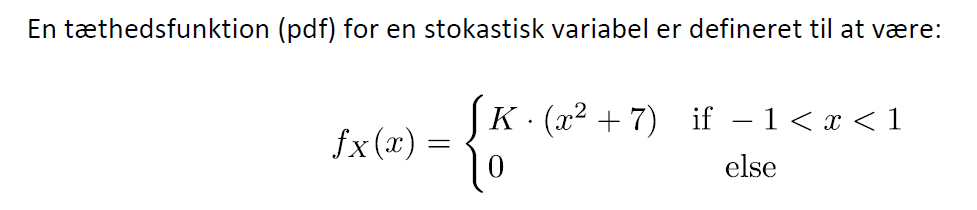 En tæthedsfunktion (pdf) for en stokastisk variabel er defineret til at være:
f_X(x) = { K · (x² + 7) if − 1 < x < 1
0 else